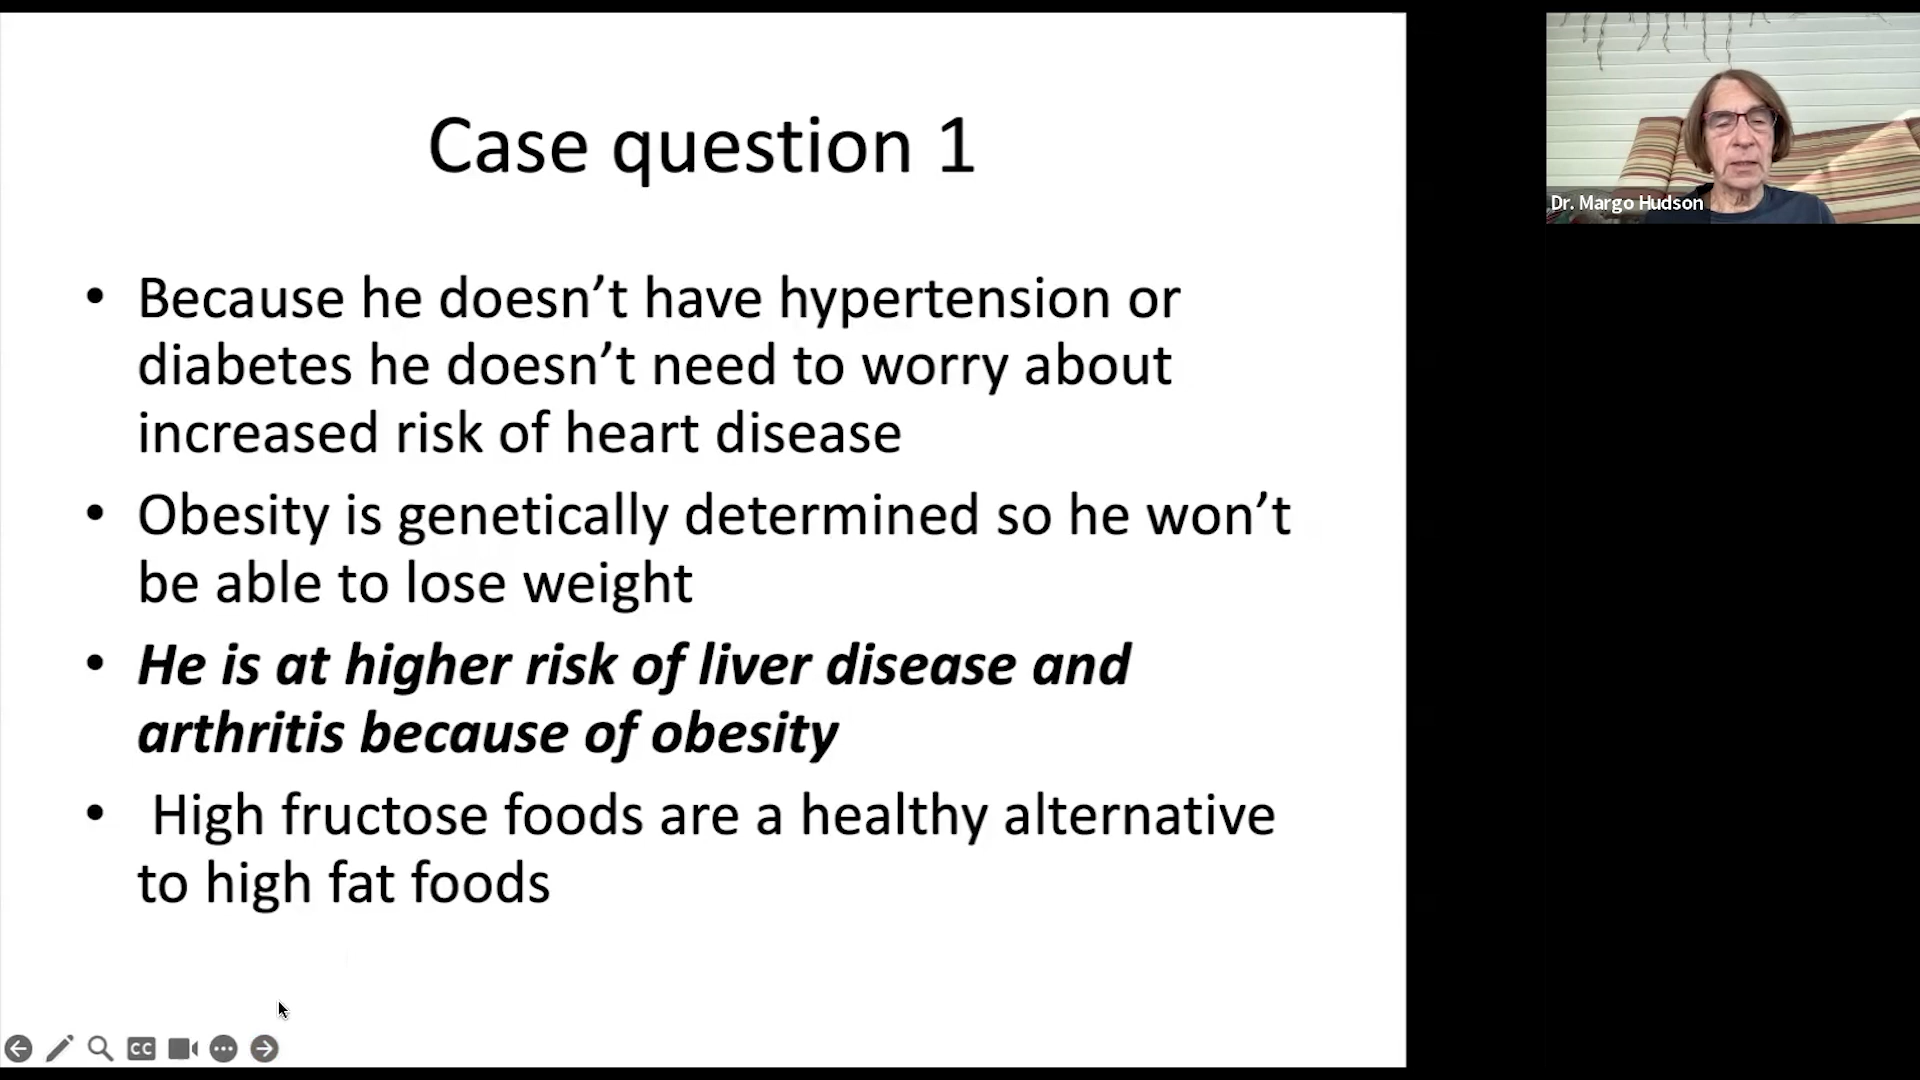 Case question 1
• Because he doesn’t have hypertension or
diabetes he doesn’t need to worry about
increased risk of heart disease
• Obesity is genetically determined so he won’t
be able to lose weight
• He is at higher risk of liver disease and
arthritis because of obesity
• High fructose foods are a healthy alternative
to high fat foods
Dr. Margo Hudson
CC